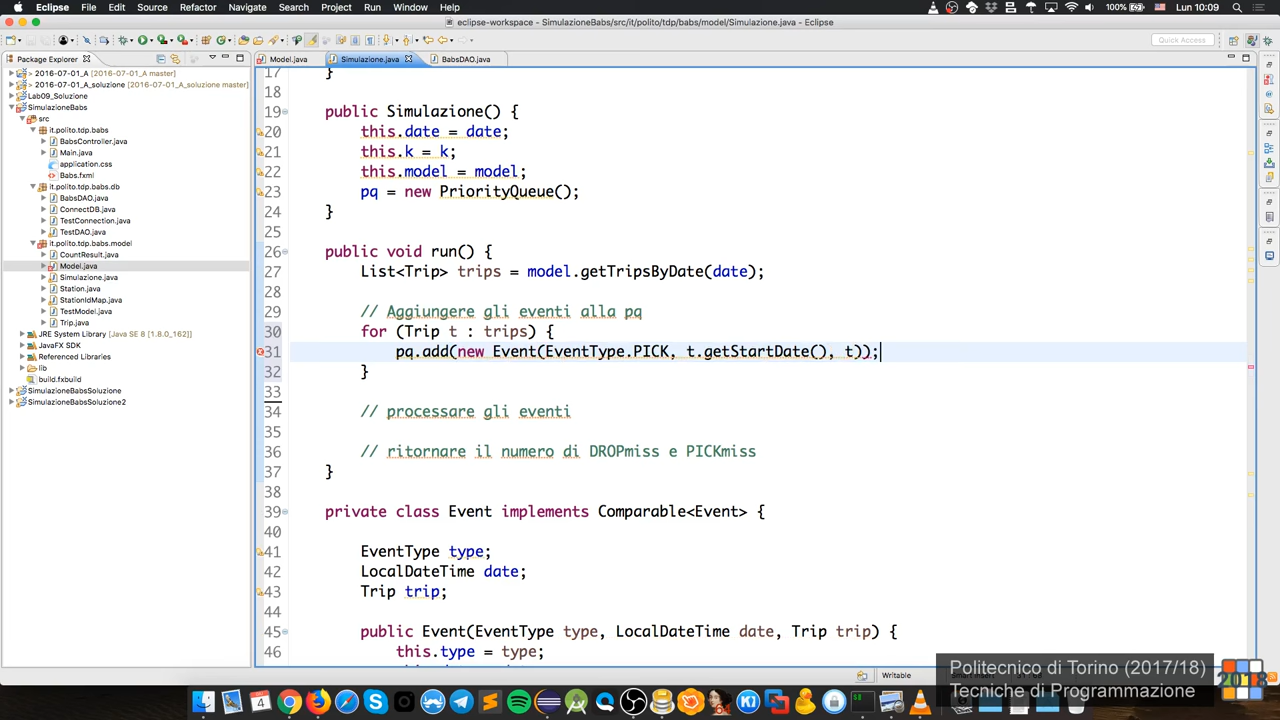 Eclipse File Edit Source Refactor Navigate Search Project Run Window Help 100% Lun 10:09
eclipse-workspace - SimulazioneBabs/src/it/polito/tdp/babs/model/Simulazione.java - Eclipse
Quick Access
Package Explorer
Model.java Simulazione.java BabsDAO.java
> 2016-07-01_A [2016-07-01_A master]
> 2016-07-01_A_soluzione [2016-07-01_A_soluzione master]
Lab09_Soluzione
SimulazioneBabs
src
it.polito.tdp.babs
BabsController.java
Main.java
application.css
Babs.fxml
it.polito.tdp.babs.db
BabsDAO.java
ConnectDB.java
TestConnection.java
TestDAO.java
it.polito.tdp.babs.model
CountResult.java
Model.java
Simulazione.java
Station.java
StationIdMap.java
TestModel.java
Trip.java
JRE System Library [Java SE 8 [1.8.0_162]]
JavaFX SDK
Referenced Libraries
lib
build.fxbuild
SimulazioneBabsSoluzione
SimulazioneBabsSoluzione2
17 }
18
19 public Simulazione() {
20 this.date = date;
21 this.k = k;
22 this.model = model;
23 pq = new PriorityQueue();
24 }
25
26 public void run() {
27 List<Trip> trips = model.getTripsByDate(date);
28
29 // Aggiungere gli eventi alla pq
30 for (Trip t : trips) {
31 pq.add(new Event(EventType.PICK, t.getStartDate(), t));
32 }
33
34 // processare gli eventi
35
36 // ritornare il numero di DROPmiss e PICKmiss
37 }
38
39 private class Event implements Comparable<Event> {
40
41 EventType type;
42 LocalDateTime date;
43 Trip trip;
44
45 public Event(EventType type, LocalDateTime date, Trip trip) {
46 this.type = type;
Writable
Politecnico di Torino (2017/18)
Tecniche di Programmazione
2018